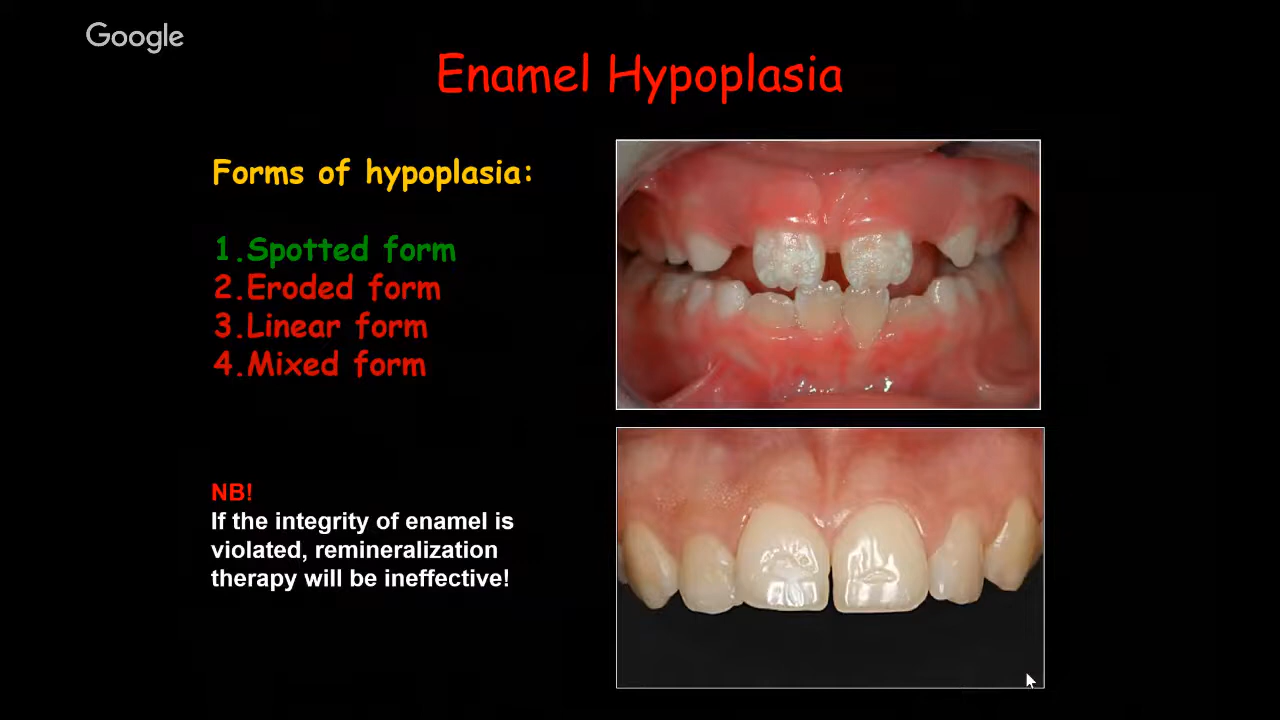 Google
Enamel Hypoplasia
Forms of hypoplasia:
1.Spotted form
2.Eroded form
3.Linear form
4.Mixed form
NB!
If the integrity of enamel is
violated, remineralization
therapy will be ineffective!